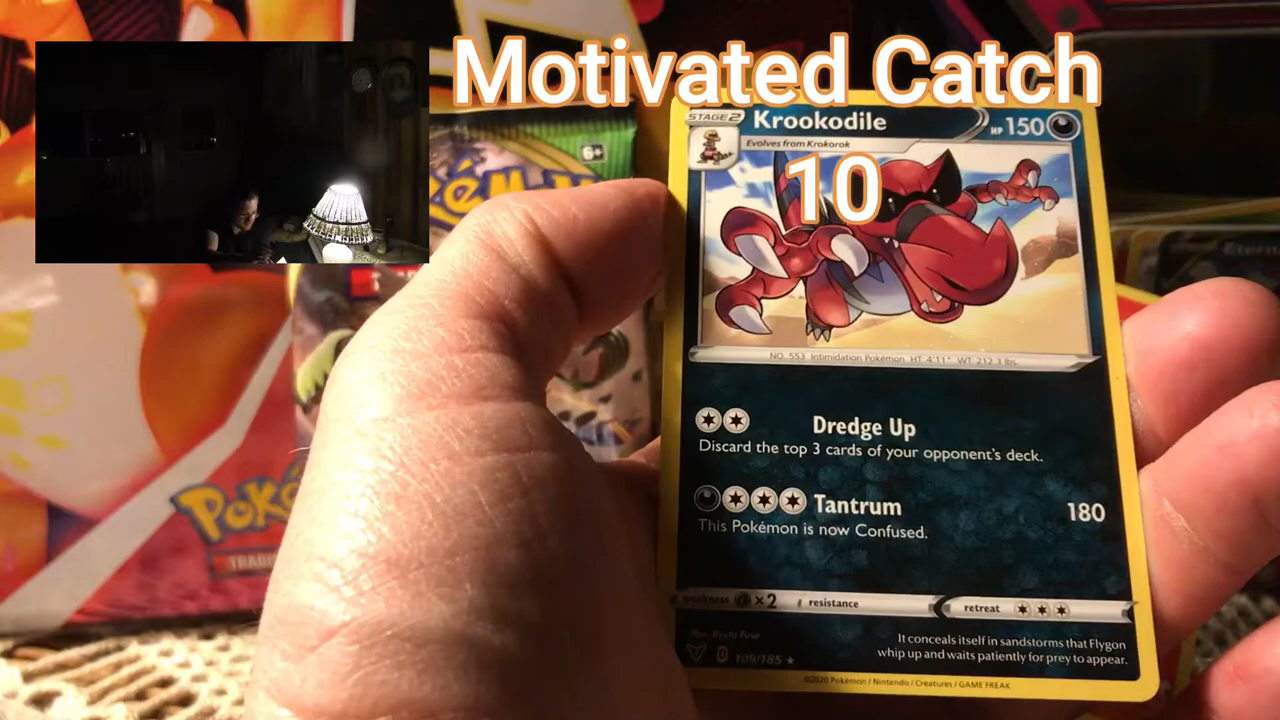 Motivated Catch
10
6+
STAGE 2
Krookodile
HP 150
Evolves from Krokorok
NO. 553 Intimidation Pokémon HT 4'11" WT 212.3 lbs.
Dredge Up
Discard the top 3 cards of your opponent's deck.
Tantrum 180
This Pokémon is now Confused.
weakness ×2 resistance retreat
It conceals itself in sandstorms that Flygon
whip up and waits patiently for prey to appear.
109/185 ★
©2020 Pokémon / Nintendo / Creatures / GAME FREAK